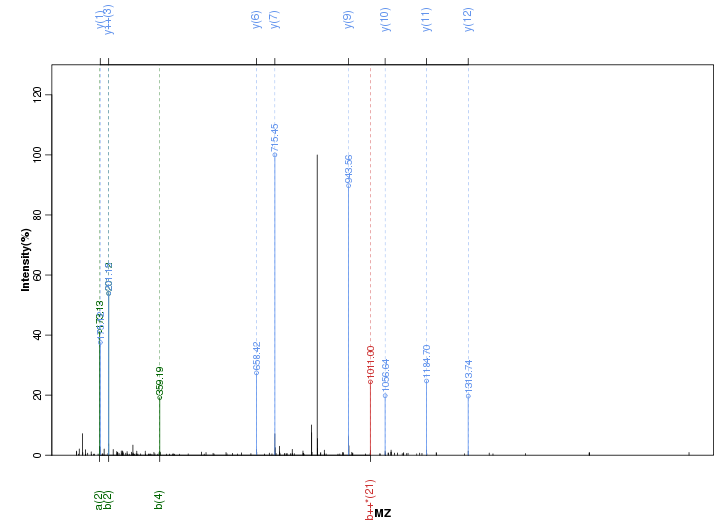 y(1)
y++(3)
y(6)
y(7)
y(9)
y(10)
y(11)
y(12)
Intensity(%)
0
20
40
60
80
100
120
173.13
201.12
359.19
658.42
715.45
943.56
1011.00
1056.64
1184.70
1313.74
a(2)
b(2)
b(4)
b++*(21)
MZ